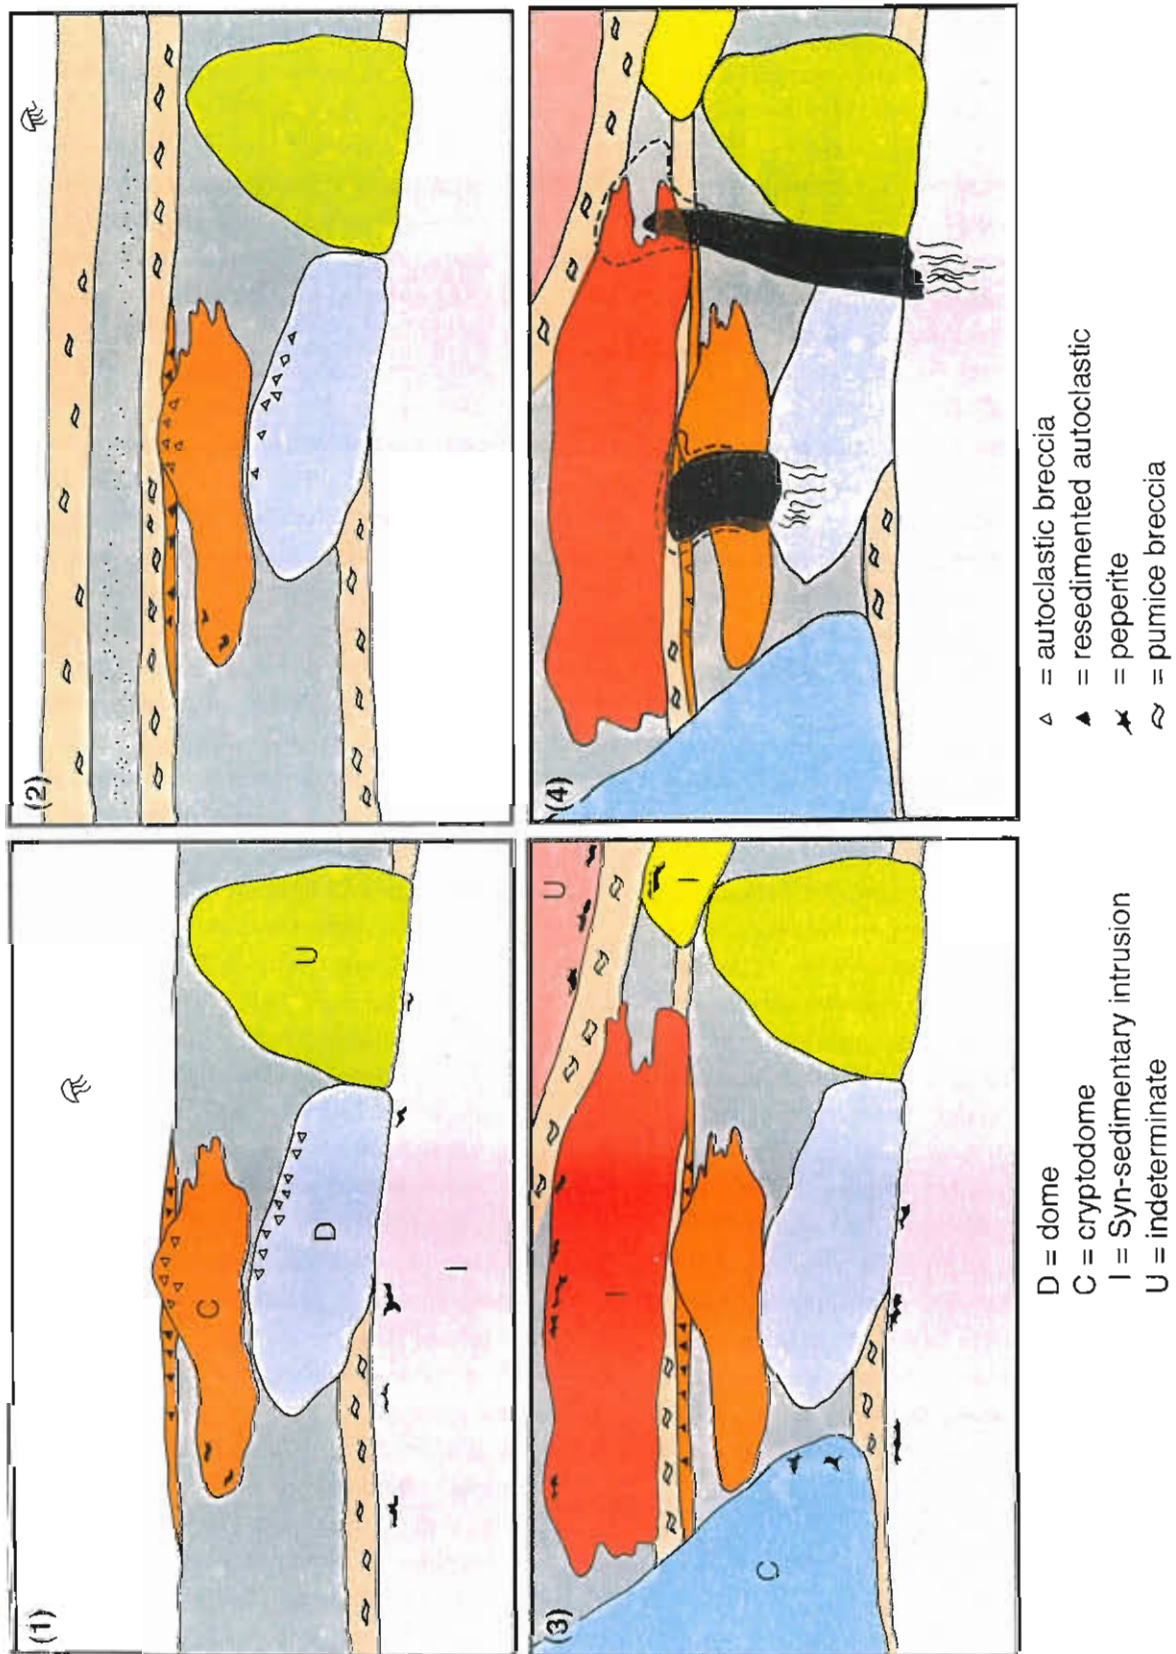 (1)
C
D
U
I
(2)
(3)
U
I
I
C
(4)
D = dome
C = cryptodome
I = Syn-sedimentary intrusion
U = indeterminate
= autoclastic breccia
= resedimented autoclastic
= peperite
= pumice breccia